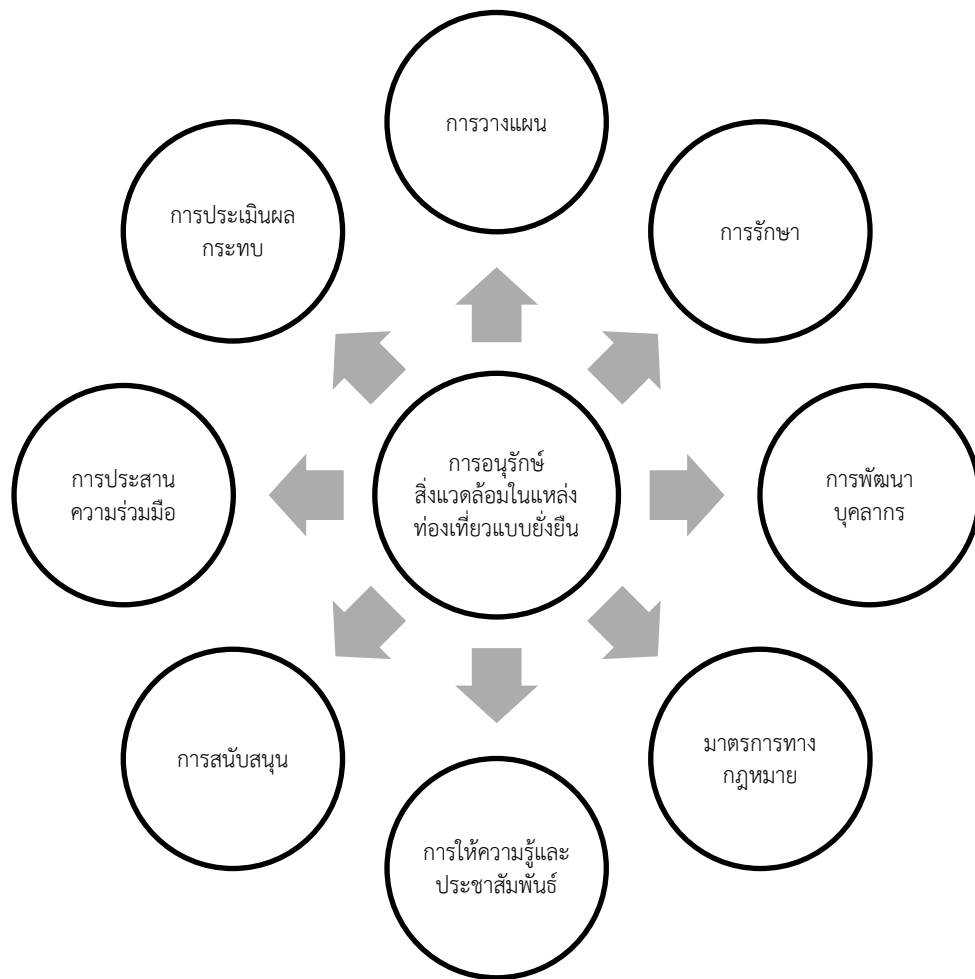 การวางแผน
การประเมินผล
กระทบ
การรักษา
การประสาน
ความร่วมมือ
การอนุรักษ์
สิ่งแวดล้อมในแหล่ง
ท่องเที่ยวแบบยั่งยืน
การพัฒนา
บุคลากร
การสนับสนุน
มาตรการทาง
กฎหมาย
การให้ความรู้และ
ประชาสัมพันธ์